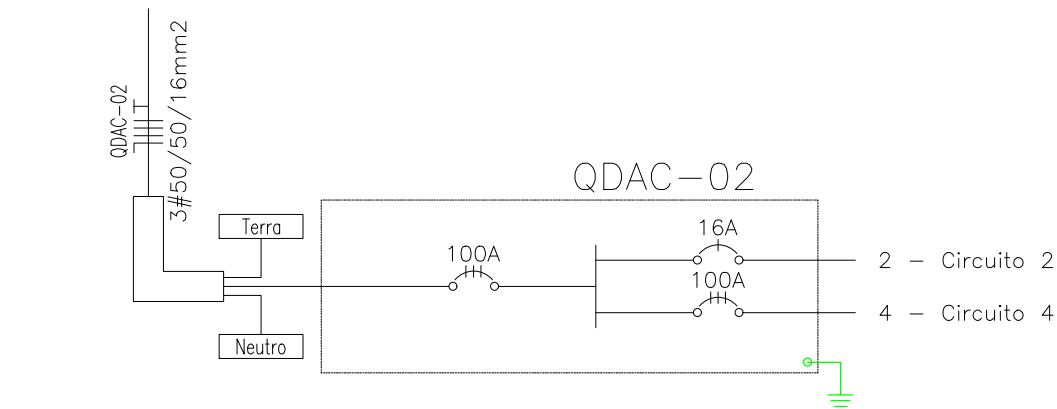 QDAC-02
3#50/50/16mm2
QDAC-02
Terra
16A
100A
2 - Circuito 2
100A
4 - Circuito 4
Neutro